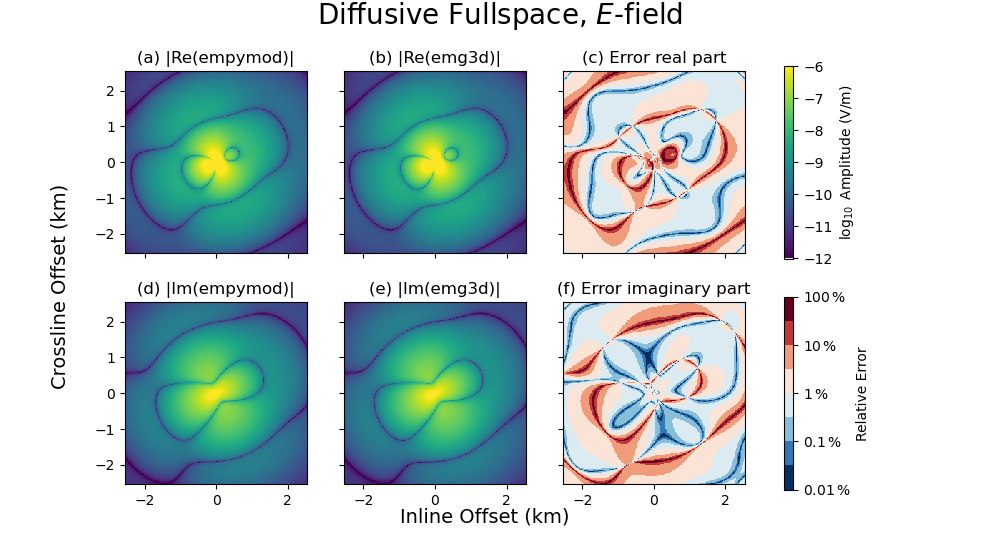 Diffusive Fullspace, E-field
(a) |Re(empymod)|
(b) |Re(emg3d)|
(c) Error real part
2
1
0
−1
−2
−6
−7
−8
−9
−10
−11
−12
log₁₀ Amplitude (V/m)
Crossline Offset (km)
(d) |Im(empymod)|
(e) |Im(emg3d)|
(f) Error imaginary part
2
1
0
−1
−2
−2 0 2
−2 0 2
−2 0 2
100 %
10 %
1 %
0.1 %
0.01 %
Relative Error
Inline Offset (km)